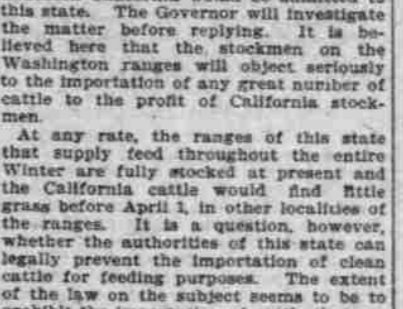 this state. The Governor will investigate
the matter before replying. It is be-
lieved here that the stockmen on the
Washington ranges will object seriously
to the importation of any great number of
cattle to the profit of California stock-
men.
At any rate, the ranges of this state
that supply feed throughout the entire
Winter are fully stocked at present and
the California cattle would find little
grass before April 1, in other localities of
the ranges. It is a question, however,
whether the authorities of this state can
legally prevent the importation of clean
cattle for feeding purposes. The extent
of the law on the subject seems to be to